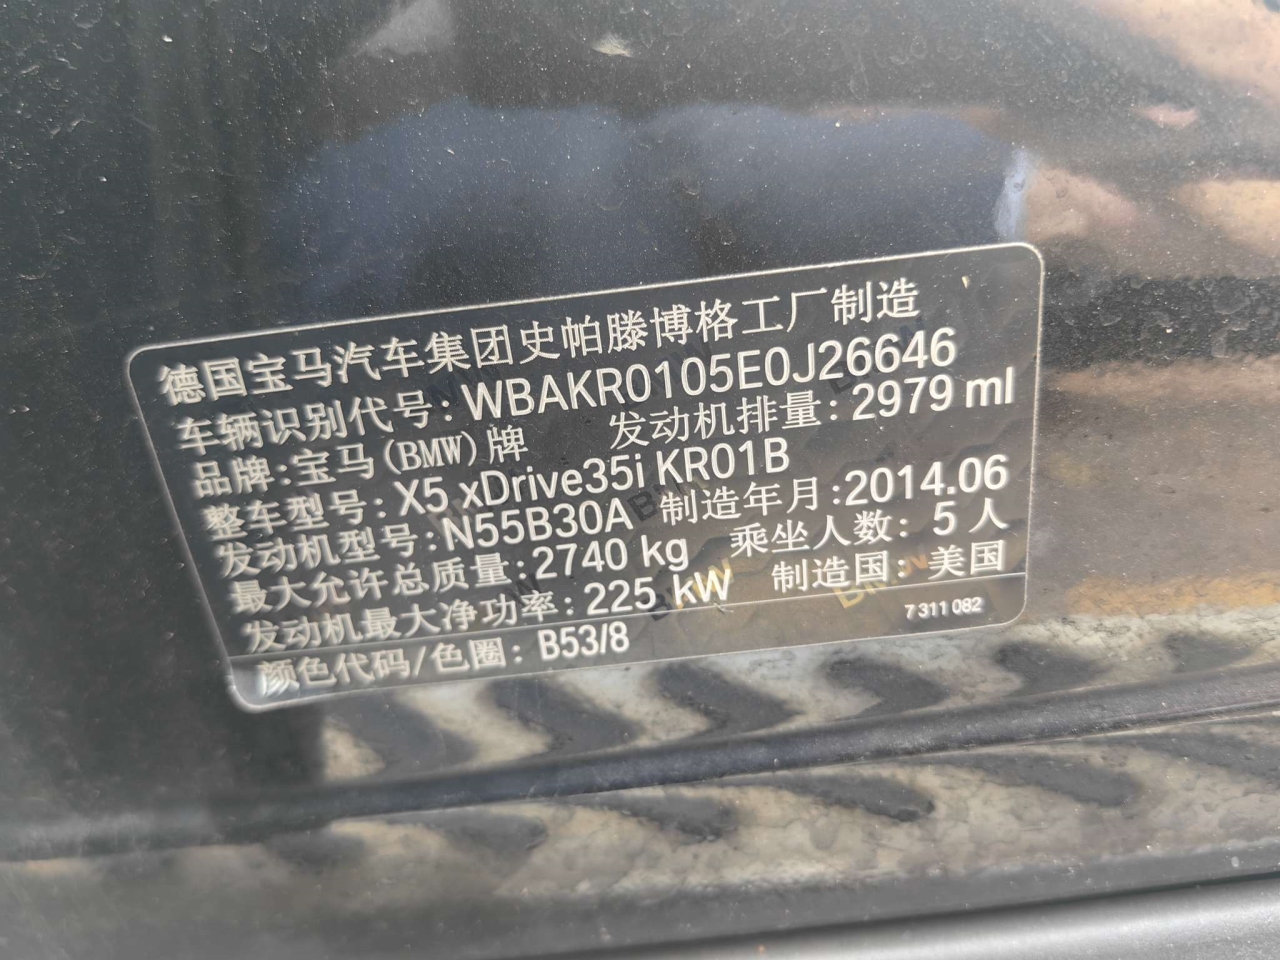 德国宝马汽车集团史帕滕博格工厂制造
车辆识别代号: WBAKR0105E0J26646
品牌: 宝马(BMW)牌 发动机排量: 2979 ml
整车型号: X5 xDrive35i KR01B
发动机型号: N55B30A 制造年月: 2014.06
最大允许总质量: 2740 kg 乘坐人数: 5 人
发动机最大净功率: 225 kW 制造国: 美国
颜色代码/色圈: B53/8 7 311 082